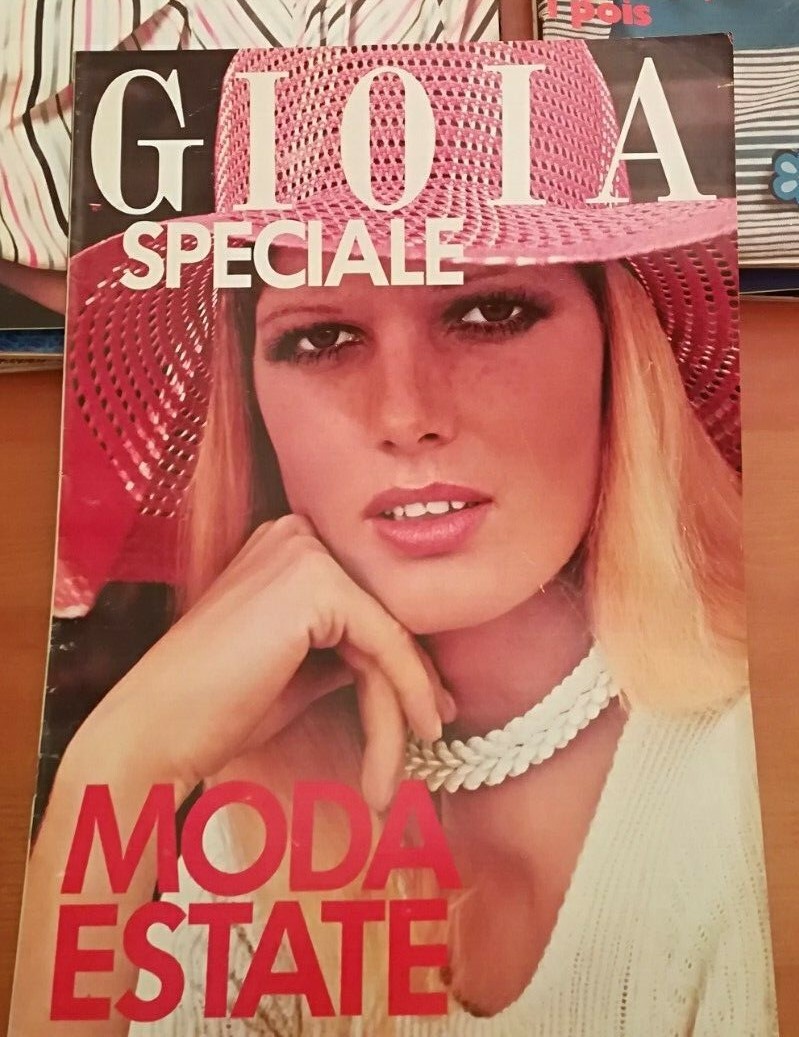 i pois
GIOIA
SPECIALE
MODA
ESTATE